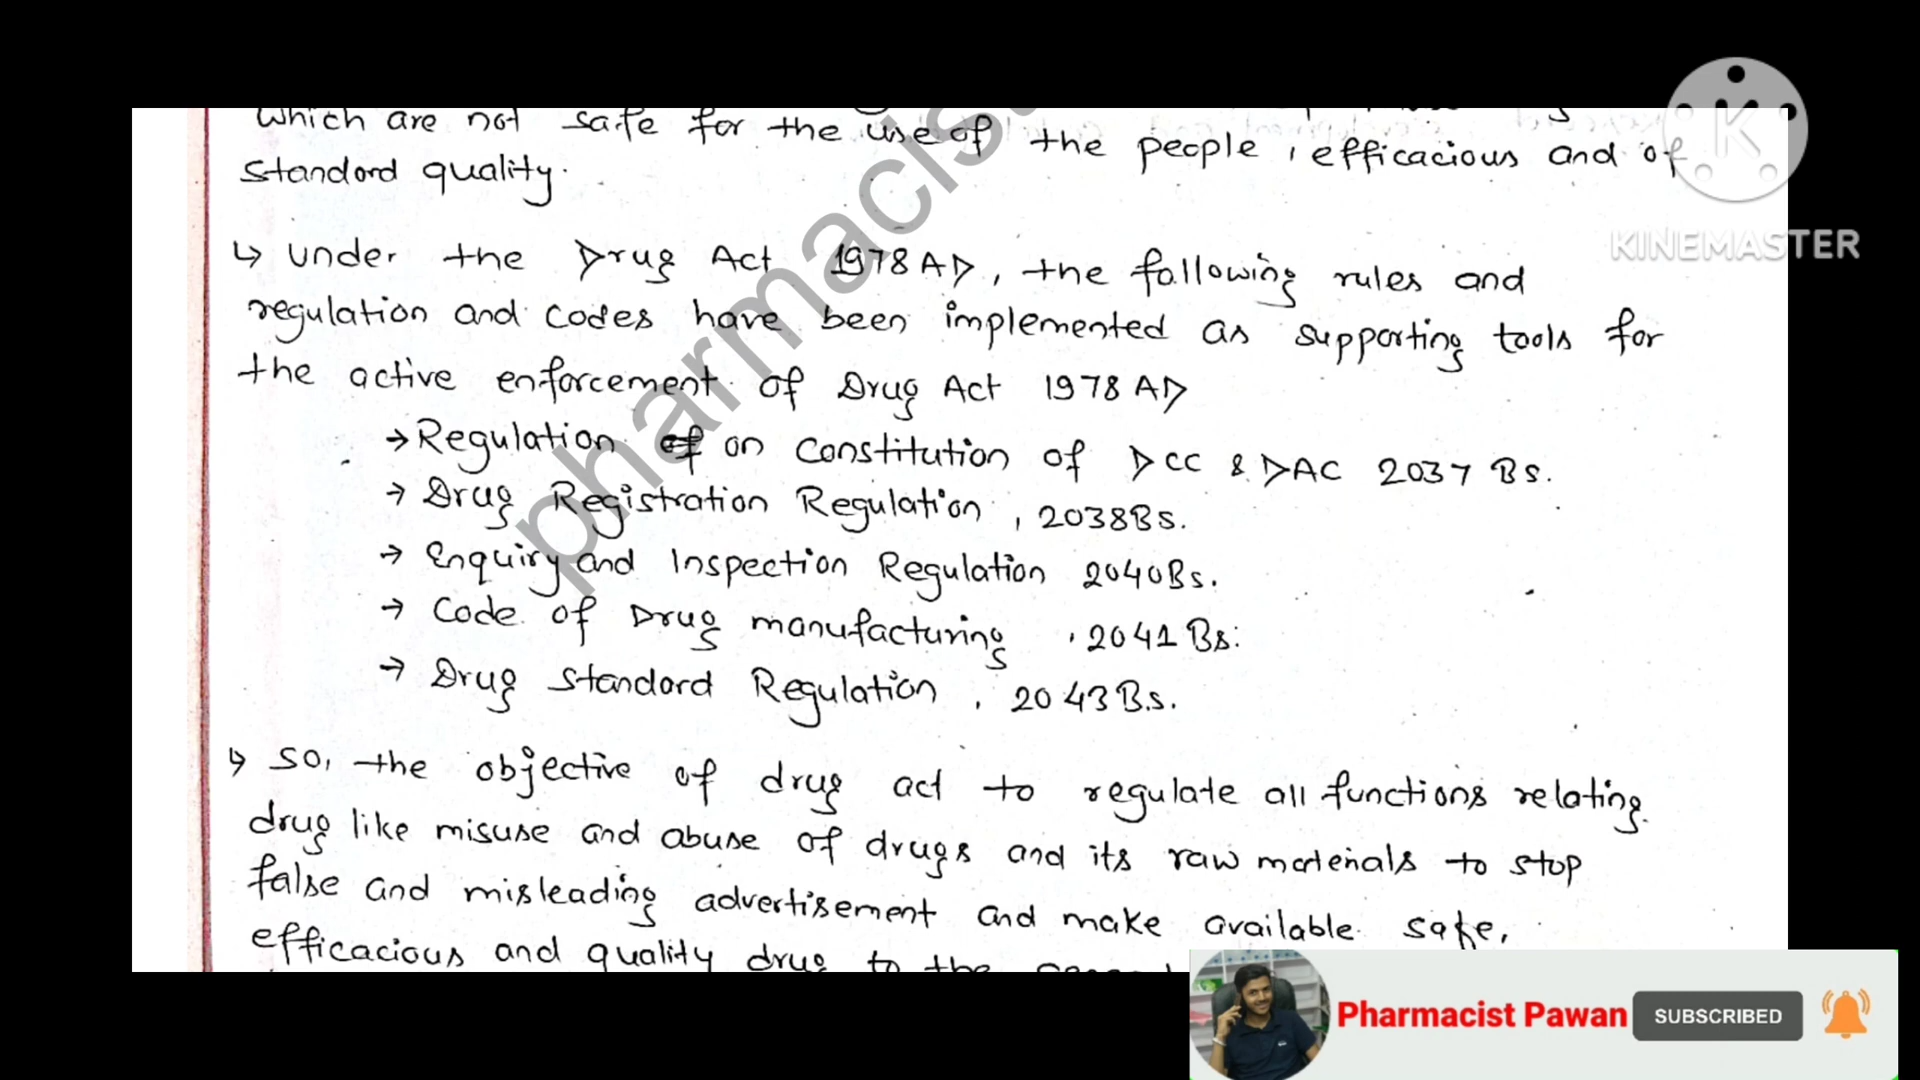 which are not safe for the use of the people, efficacious and of
standard quality.
↳ under the Drug Act 1978 AD, the following rules and
regulation and codes have been implemented as supporting tools for
the active enforcement of Drug Act 1978 AD
→ Regulation of on constitution of DCC & DAC 2037 BS.
→ Drug Registration Regulation, 2038BS.
→ Enquiry and Inspection Regulation 2040BS.
→ Code of Drug manufacturing, 2041 BS.
→ Drug standard Regulation, 2043 B.S.
↳ so, the objective of drug act to regulate all functions relating
drug like misuse and abuse of drugs and its raw materials to stop
false and misleading advertisement and make available safe,
efficacious and quality drug to the
pharmacist
K
KINEMASTER
Pharmacist Pawan
SUBSCRIBED